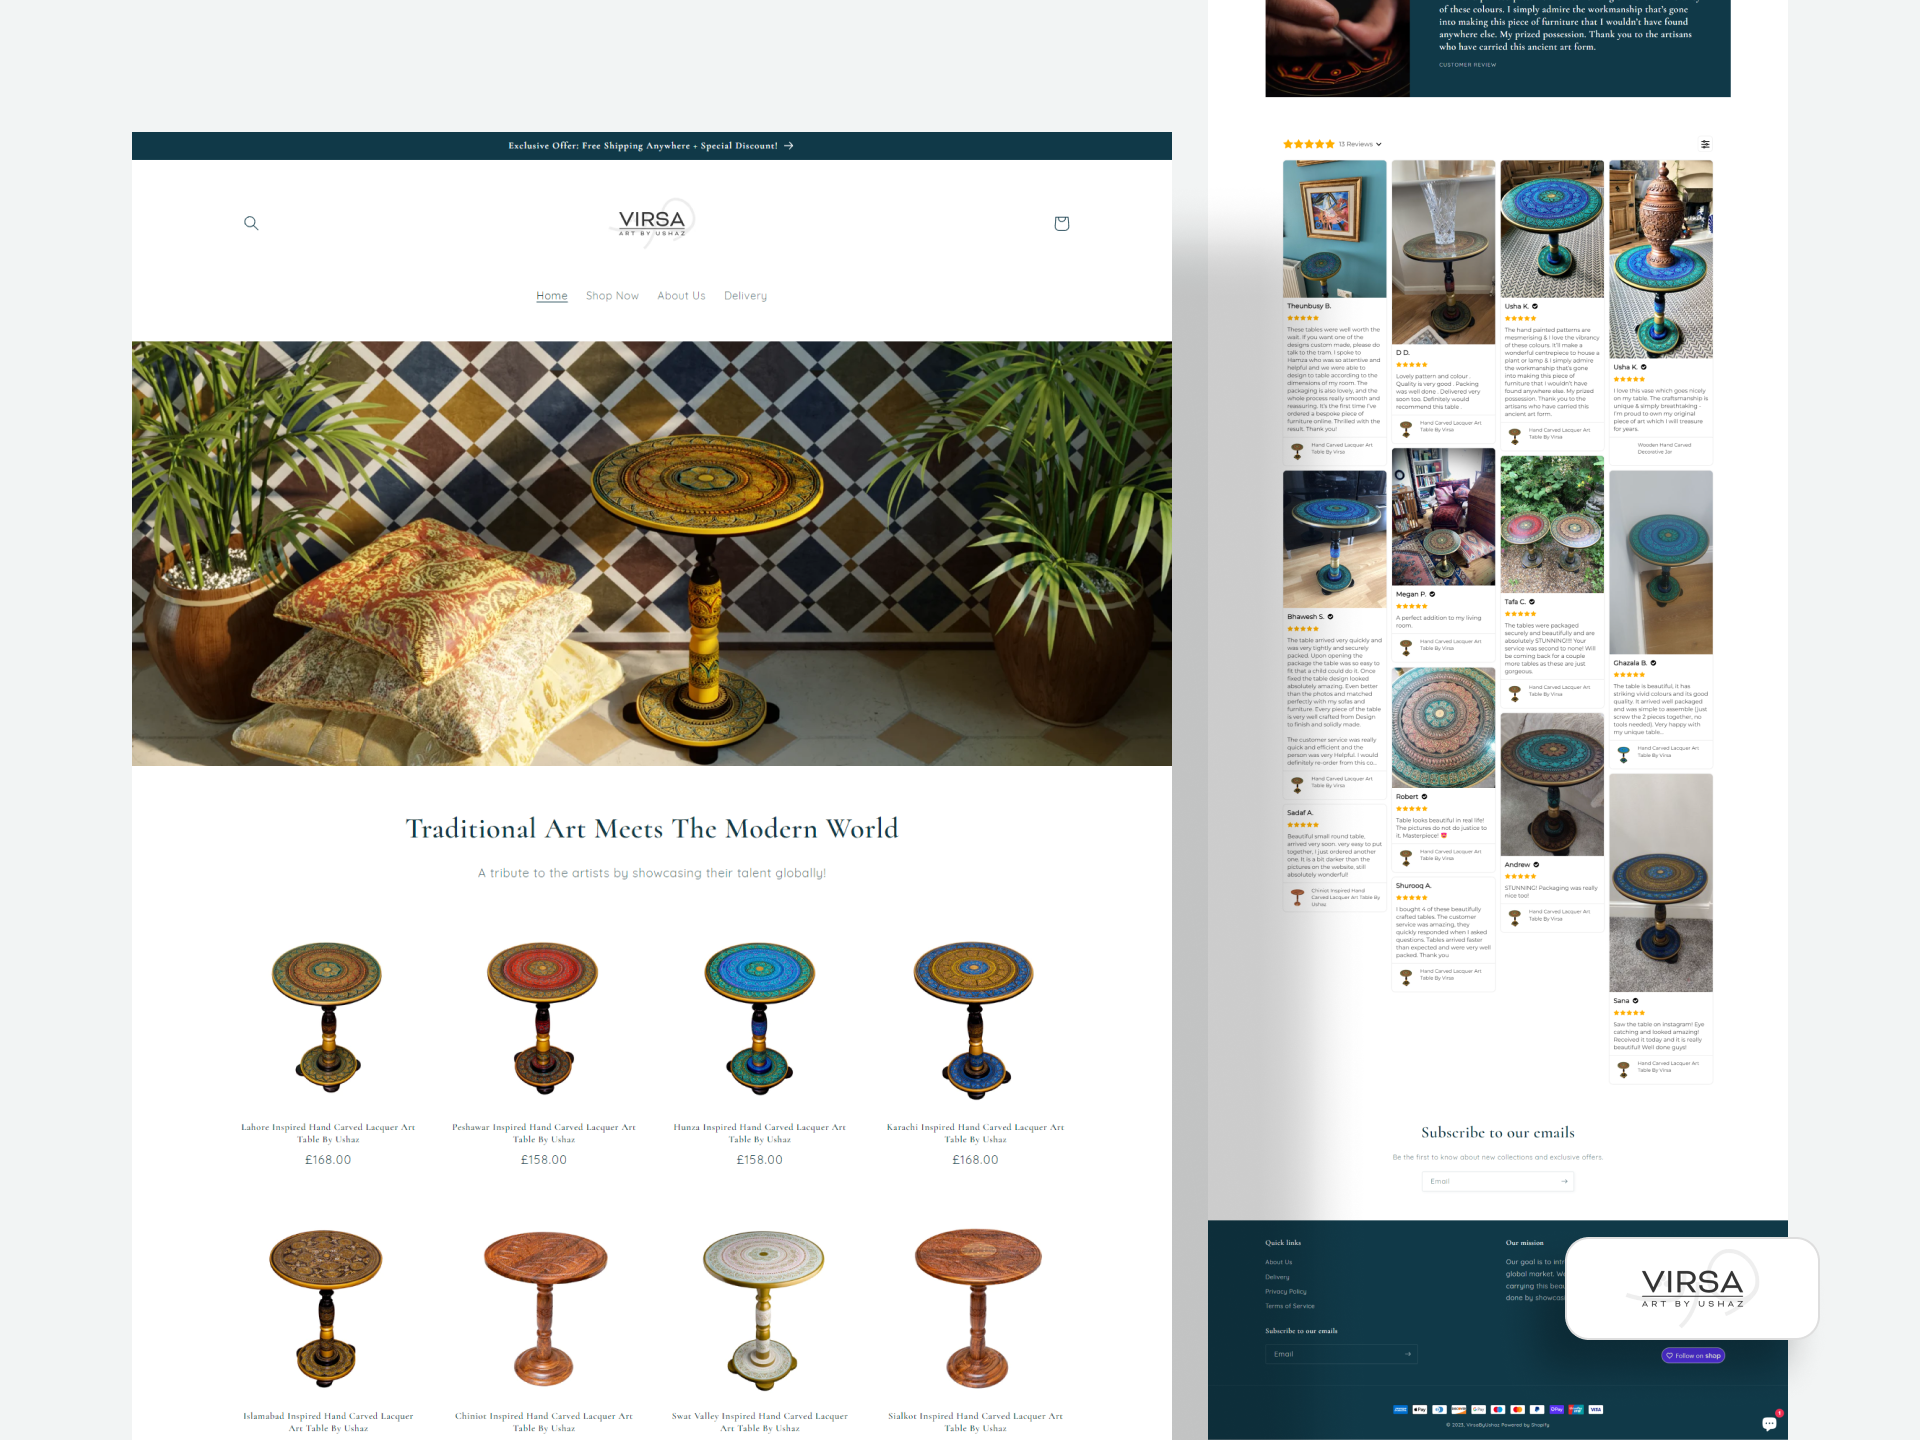 Exclusive Offer: Free Shipping Anywhere + Special Discount! →
VIRSA
ART BY USHAZ
Home Shop Now About Us Delivery
Traditional Art Meets The Modern World
A tribute to the artists by showcasing their talent globally!
Lahore Inspired Hand Carved Lacquer Art
Table By Ushaz
£168.00
Peshawar Inspired Hand Carved Lacquer Art
Table By Ushaz
£158.00
Hunza Inspired Hand Carved Lacquer Art
Table By Ushaz
£158.00
Karachi Inspired Hand Carved Lacquer Art
Table By Ushaz
£168.00
Islamabad Inspired Hand Carved Lacquer
Art Table By Ushaz
Chiniot Inspired Hand Carved Lacquer Art
Table By Ushaz
Swat Valley Inspired Hand Carved Lacquer
Art Table By Ushaz
Sialkot Inspired Hand Carved Lacquer Art
Table By Ushaz
of these colours. I simply admire the workmanship that's gone
into making this piece of furniture that I wouldn't have found
anywhere else. My prized possession. Thank you to the artisans
who have carried this ancient art form.
CUSTOMER REVIEW
13 Reviews
Theunbusy B.
These tables were well worth the
wait. If you want one of the
designs custom made, please do
talk to the tram. I spoke to
Hamza who was so attentive and
helpful and we were able to
design to table according to the
dimensions of my room. The
packaging is also lovely, and the
whole process really smooth and
reassuring. It's the first time I've
ordered a bespoke piece of
furniture online. Thrilled with the
result. Thank you!
Hand Carved Lacquer Art
Table By Virsa
Bhawesh S.
The table arrived very quickly and
was very tightly and securely
packed. Upon opening the
package the table was so easy to
fit that a child could do it. Once
fixed the table design looked
absolutely amazing. Even better
than the photos and matched
perfectly with my sofas and
furniture. Every piece of the table
is very well crafted from Design
to finish and solidly made.
The customer service was really
quick and efficient and the
person was very Helpful. I would
definitely re-order from this co...
Hand Carved Lacquer Art
Table By Virsa
Sadaf A.
Beautiful small round table,
arrived very soon. very easy to put
together, I just ordered another
one. It is a bit darker than the
pictures on the website, still
absolutely wonderful!
Chiniot Inspired Hand
Carved Lacquer Art Table By
Ushaz
D D.
Lovely pattern and colour.
Quality is very good . Packing
was well done . Delivered very
soon too. Definitely would
recommend this table .
Hand Carved Lacquer Art
Table By Virsa
Megan P.
A perfect addition to my living
room.
Hand Carved Lacquer Art
Table By Virsa
Robert
Table looks beautiful in real life!
The pictures do not do justice to
it. Masterpiece!
Hand Carved Lacquer Art
Table By Virsa
Shurooq A.
I bought 4 of these beautifully
crafted tables. The customer
service was amazing, they
quickly responded when I asked
questions. Tables arrived faster
than expected and were very well
packed. Thank you
Hand Carved Lacquer Art
Table By Virsa
Usha K.
The hand painted patterns are
mesmerising & I love the vibrancy
of these colours. It'll make a
wonderful centrepiece to house a
plant or lamp & I simply admire
the workmanship that's gone
into making this piece of
furniture that I wouldn't have
found anywhere else. My prized
possession. Thank you to the
artisans who have carried this
ancient art form.
Hand Carved Lacquer Art
Table By Virsa
Tafa C.
The tables were packaged
securely and beautifully and are
absolutely STUNNING!!!! Your
service was second to none! Will
be coming back for a couple
more tables as these are just
gorgeous.
Hand Carved Lacquer Art
Table By Virsa
Andrew
STUNNING! Packaging was really
nice too!
Hand Carved Lacquer Art
Table By Virsa
Usha K.
I love this vase which goes nicely
on my table. The craftsmanship is
unique & simply breathtaking -
I'm proud to own my original
piece of art which I will treasure
for years.
Wooden Hand Carved
Decorative Jar
Ghazala B.
The table is beautiful, it has
striking vivid colours and its good
quality. It arrived well packaged
and was simple to assemble (just
screw the 2 pieces together, no
tools needed). Very happy with
my unique table...
Hand Carved Lacquer Art
Table By Virsa
Sana
Saw the table on instagram! Eye
catching and looked amazing!
Received it today and it is really
beautiful! Well done guys!
Hand Carved Lacquer Art
Table By Virsa
Subscribe to our emails
Be the first to know about new collections and exclusive offers.
Email →
Quick links
About Us
Delivery
Privacy Policy
Terms of Service
Subscribe to our emails
Email →
Our mission
Our goal is to
global market.
carrying this
done by
VIRSA
ART BY USHAZ
Follow on shop
© 2023, VirsaByUshaz Powered by Shopify